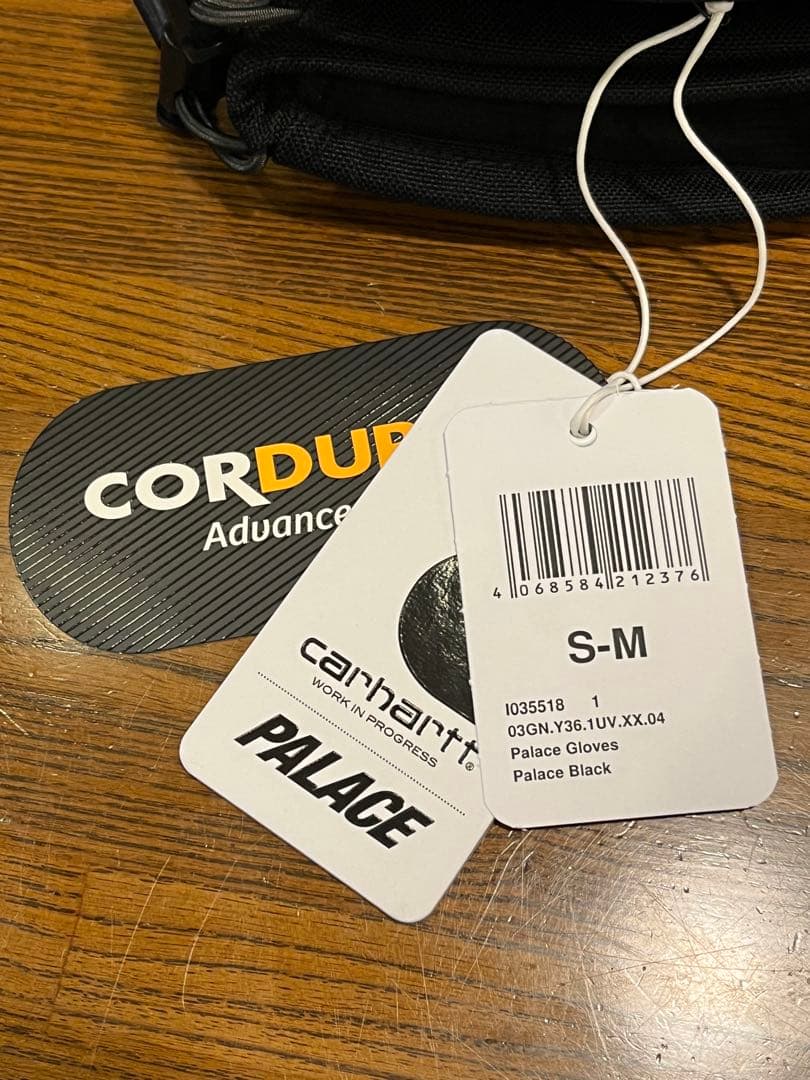 CORDUR
Advance
carhartt®
WORK IN PROGRESS
PALACE
4 068584 212376
S-M
I035518 1
03GN.Y36.1UV.XX.04
Palace Gloves
Palace Black